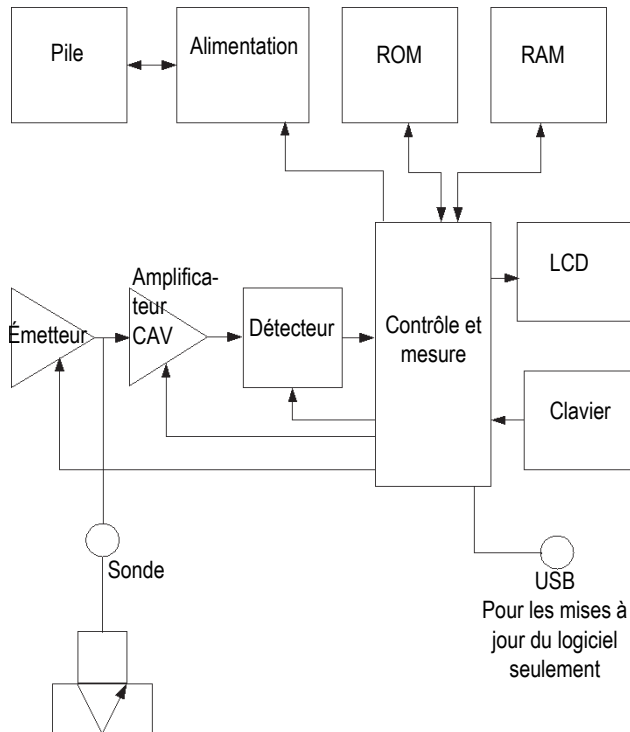 Pile
Alimentation
ROM
RAM
Émetteur
Amplifica-
teur
CAV
Détecteur
Contrôle et
mesure
LCD
Clavier
Sonde
USB
Pour les mises à
jour du logiciel
seulement